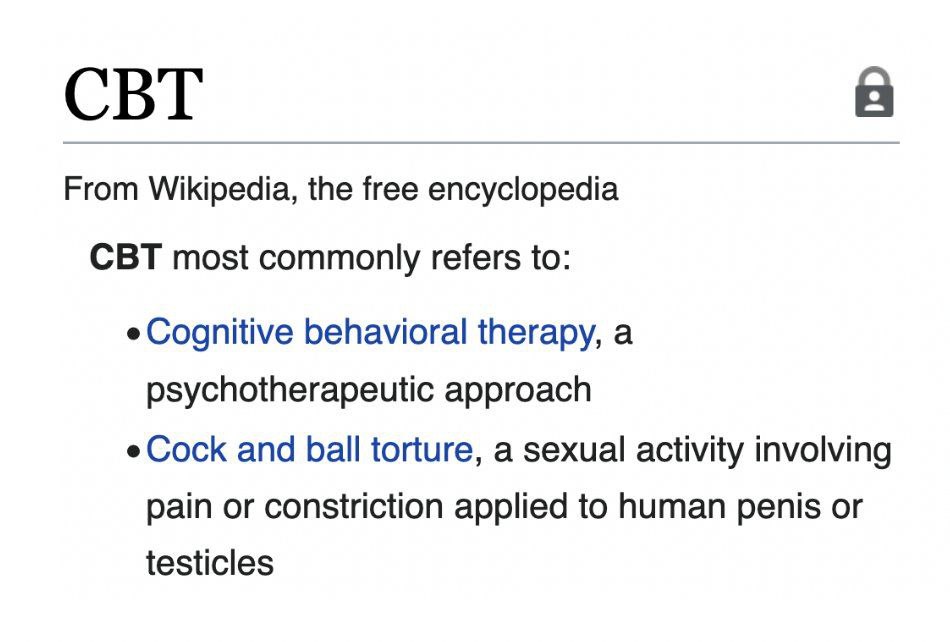 CBT
From Wikipedia, the free encyclopedia
CBT most commonly refers to:
• Cognitive behavioral therapy, a
psychotherapeutic approach
• Cock and ball torture, a sexual activity involving
pain or constriction applied to human penis or
testicles